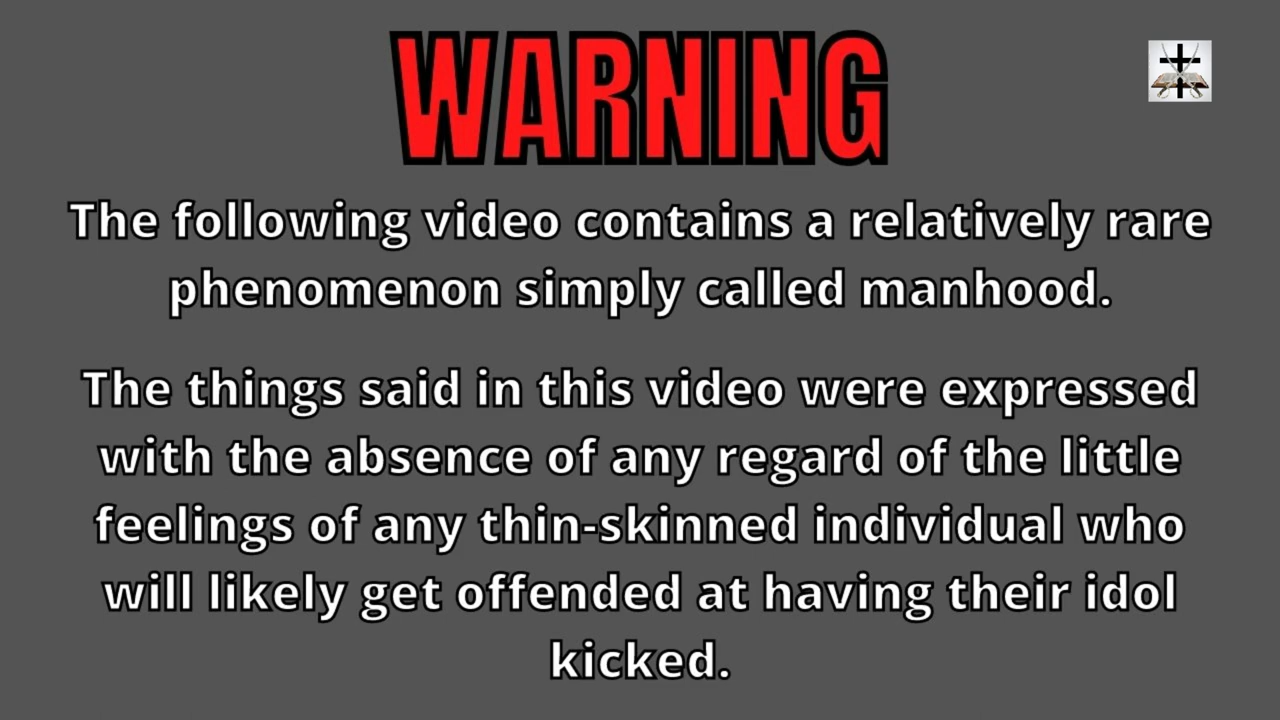 WARNING
The following video contains a relatively rare
phenomenon simply called manhood.
The things said in this video were expressed
with the absence of any regard of the little
feelings of any thin-skinned individual who
will likely get offended at having their idol
kicked.